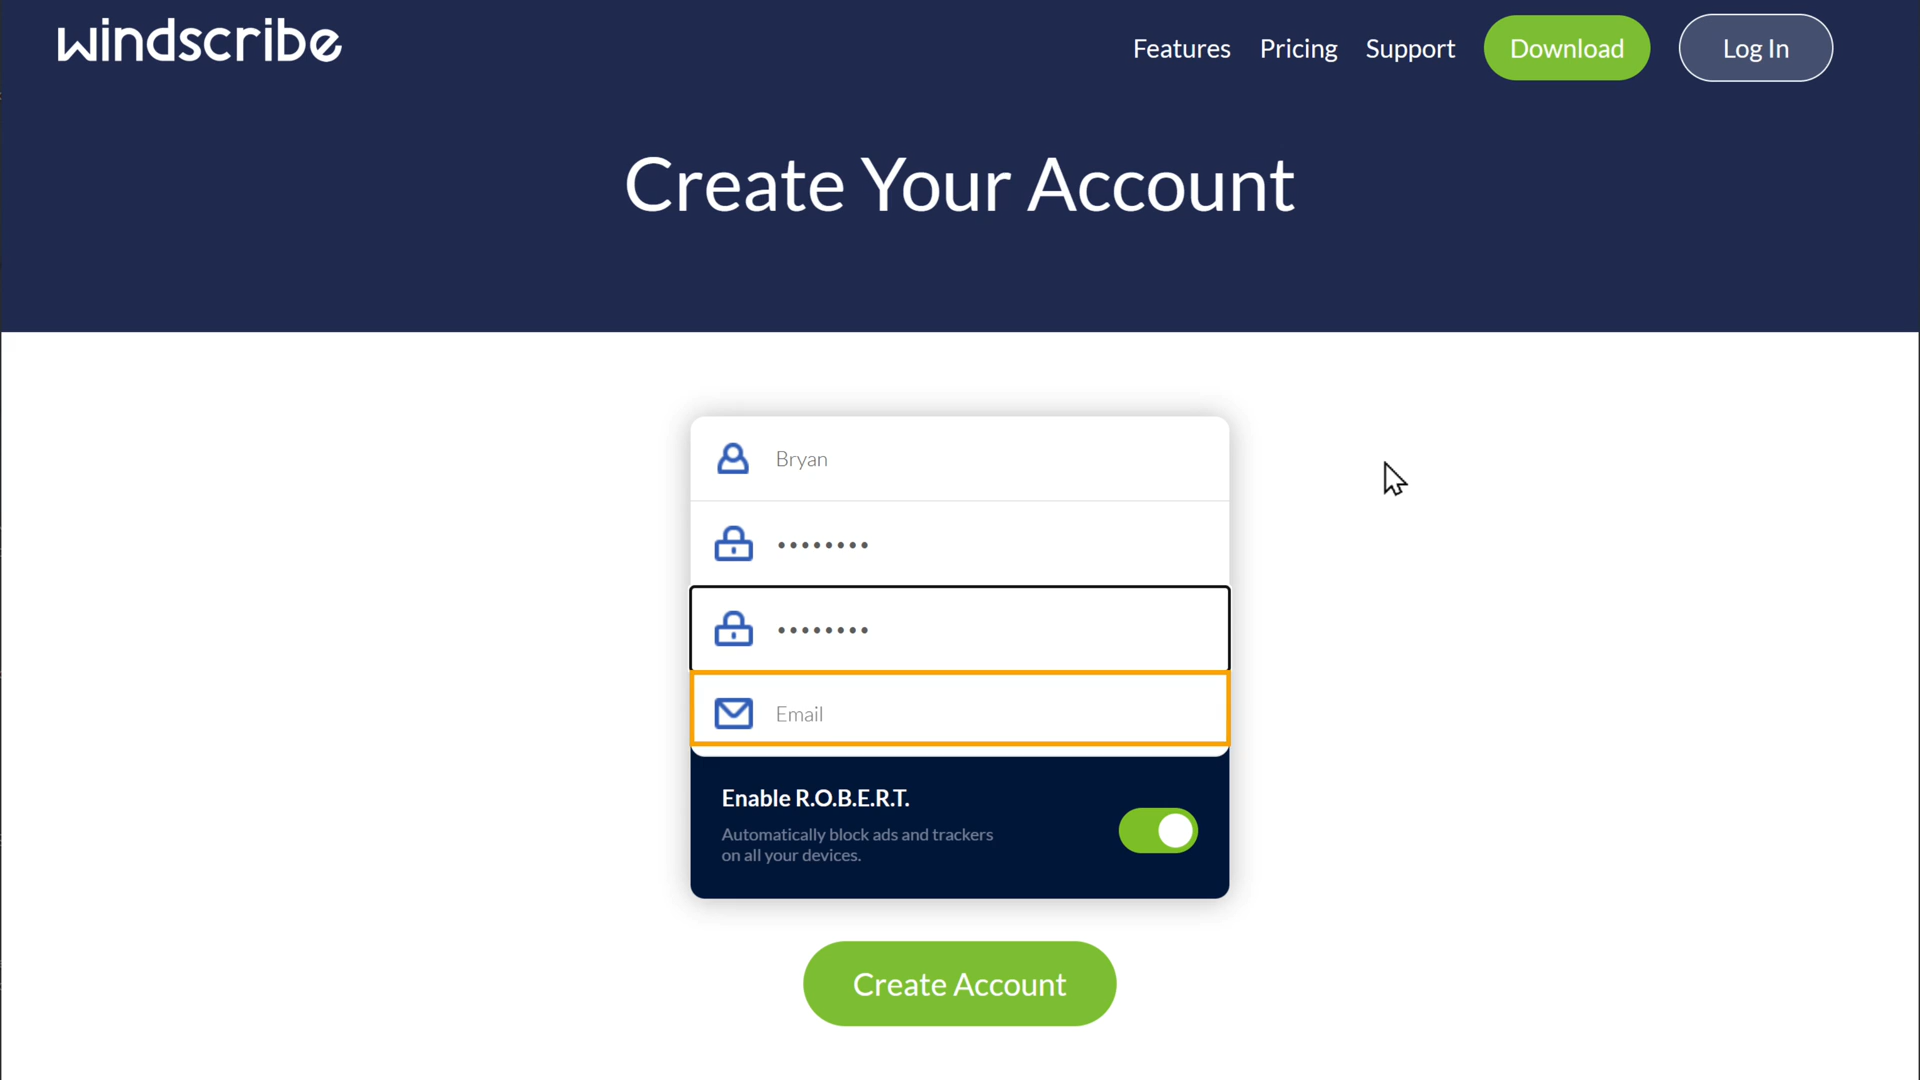 windscribe
Features Pricing Support Download Log In
Create Your Account
Bryan
••••••••
••••••••
Email
Enable R.O.B.E.R.T.
Automatically block ads and trackers
on all your devices.
Create Account